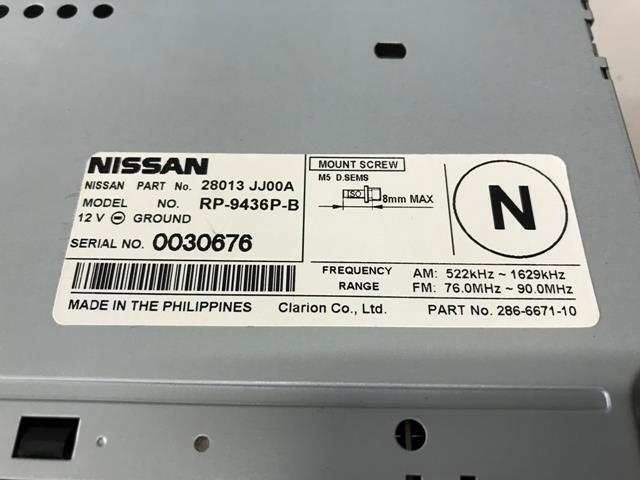 NISSAN
NISSAN PART No. 28013 JJ00A
MODEL NO. RP-9436P-B
12 V ⊖ GROUND
SERIAL NO. 0030676
MOUNT SCREW
M5 D.SEMS
ISO
8mm MAX
N
FREQUENCY RANGE
AM: 522kHz ~ 1629kHz
FM: 76.0MHz ~ 90.0MHz
MADE IN THE PHILIPPINES Clarion Co., Ltd. PART No. 286-6671-10